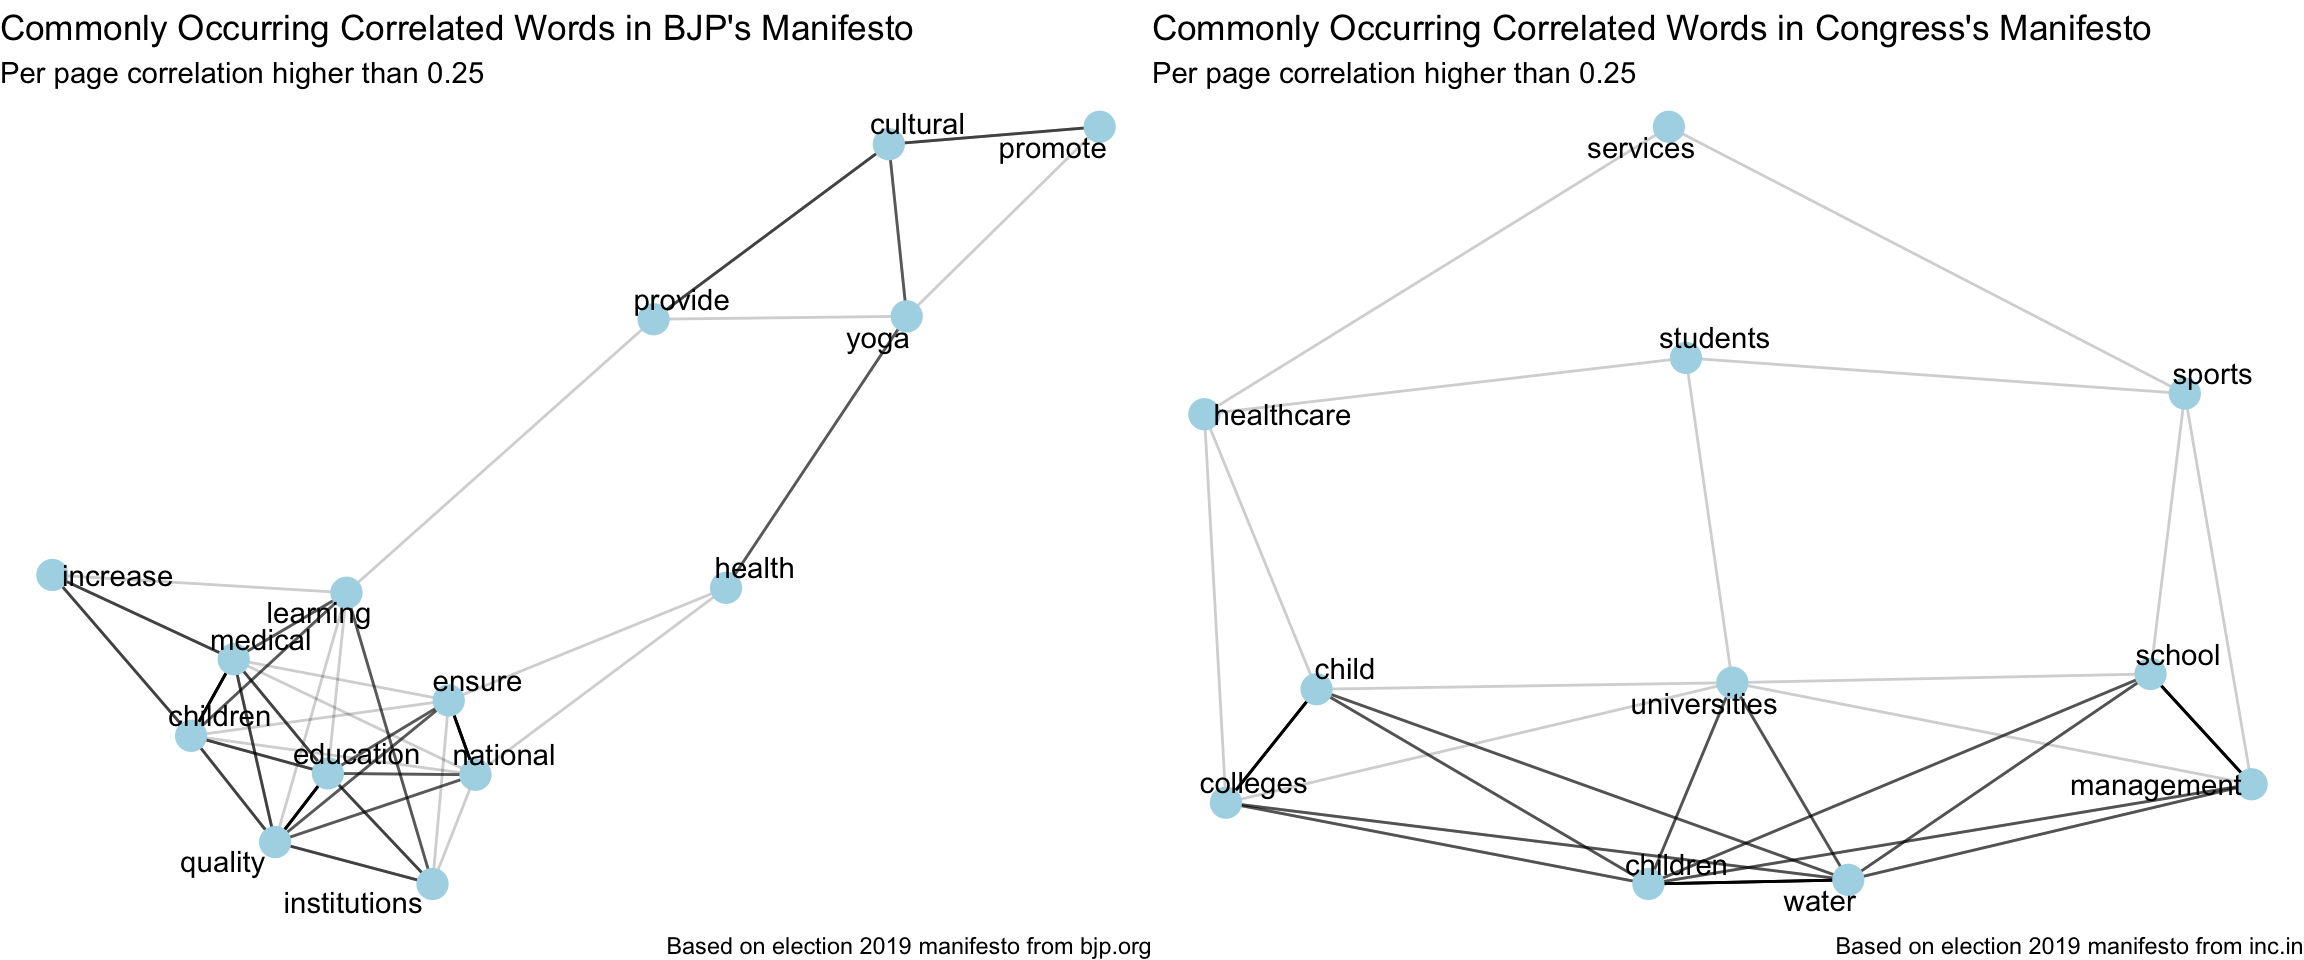 Commonly Occurring Correlated Words in BJP's Manifesto
Per page correlation higher than 0.25
cultural
promote
provide
yoga
health
increase
learning
medical
ensure
children
education
national
quality
institutions
Based on election 2019 manifesto from bjp.org
Commonly Occurring Correlated Words in Congress's Manifesto
Per page correlation higher than 0.25
services
students
sports
healthcare
school
child
universities
colleges
management
children
water
Based on election 2019 manifesto from inc.in